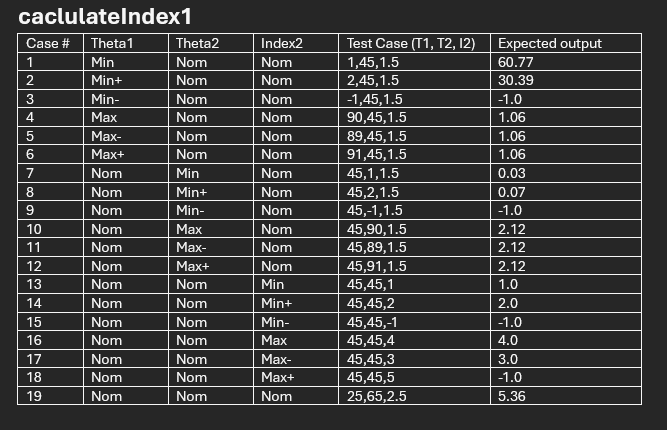 caclulateIndex1
Case # Theta1 Theta2 Index2 Test Case (T1, T2, I2) Expected output
1 Min Nom Nom 1,45,1.5 60.77
2 Min+ Nom Nom 2,45,1.5 30.39
3 Min- Nom Nom -1,45,1.5 -1.0
4 Max Nom Nom 90,45,1.5 1.06
5 Max- Nom Nom 89,45,1.5 1.06
6 Max+ Nom Nom 91,45,1.5 1.06
7 Nom Min Nom 45,1,1.5 0.03
8 Nom Min+ Nom 45,2,1.5 0.07
9 Nom Min- Nom 45,-1,1.5 -1.0
10 Nom Max Nom 45,90,1.5 2.12
11 Nom Max- Nom 45,89,1.5 2.12
12 Nom Max+ Nom 45,91,1.5 2.12
13 Nom Nom Min 45,45,1 1.0
14 Nom Nom Min+ 45,45,2 2.0
15 Nom Nom Min- 45,45,-1 -1.0
16 Nom Nom Max 45,45,4 4.0
17 Nom Nom Max- 45,45,3 3.0
18 Nom Nom Max+ 45,45,5 -1.0
19 Nom Nom Nom 25,65,2.5 5.36